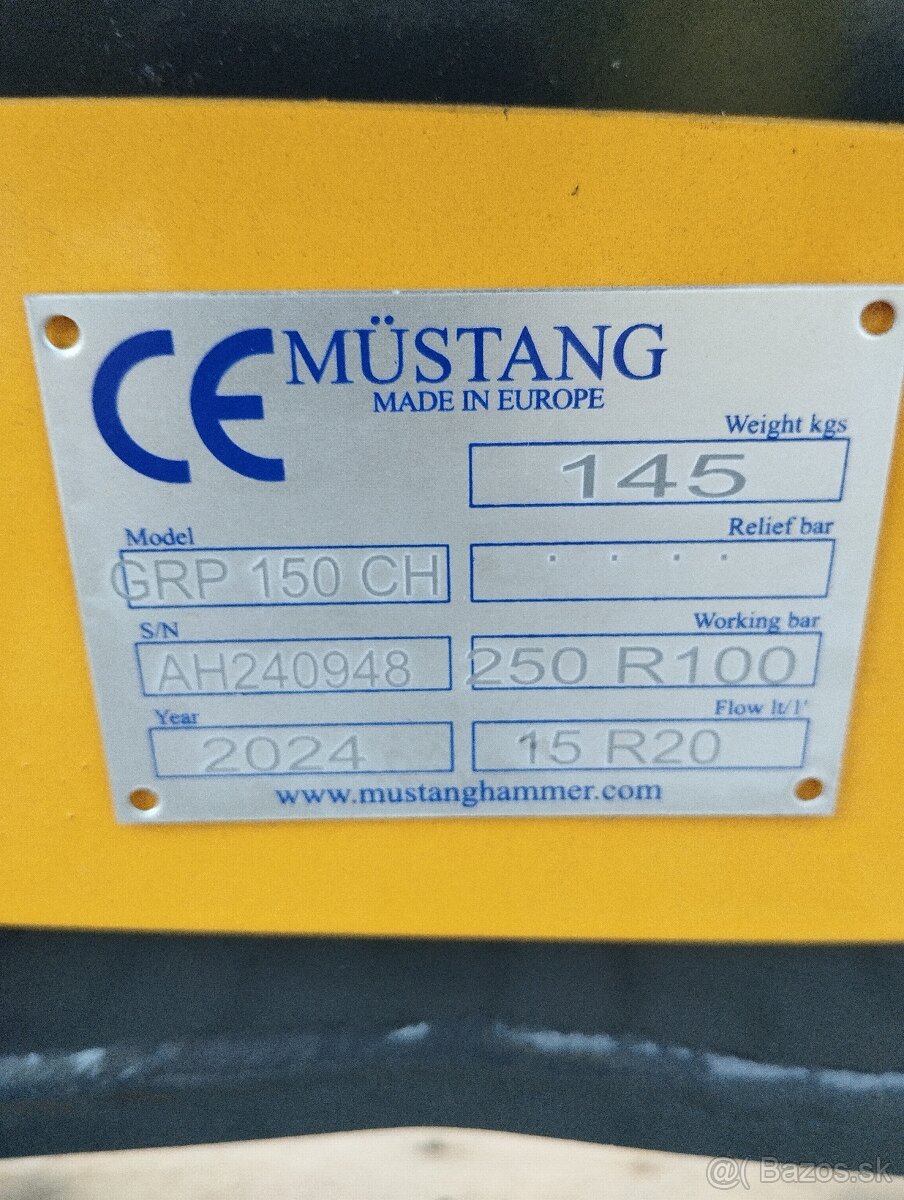 CE MÜSTANG
MADE IN EUROPE
Weight kgs
145
Model
GRP 150 CH
Relief bar
. . . .
S/N
AH240948
Working bar
250 R100
Year
2024
Flow lt/1'
15 R20
www.mustanghammer.com
@( Bazos.sk